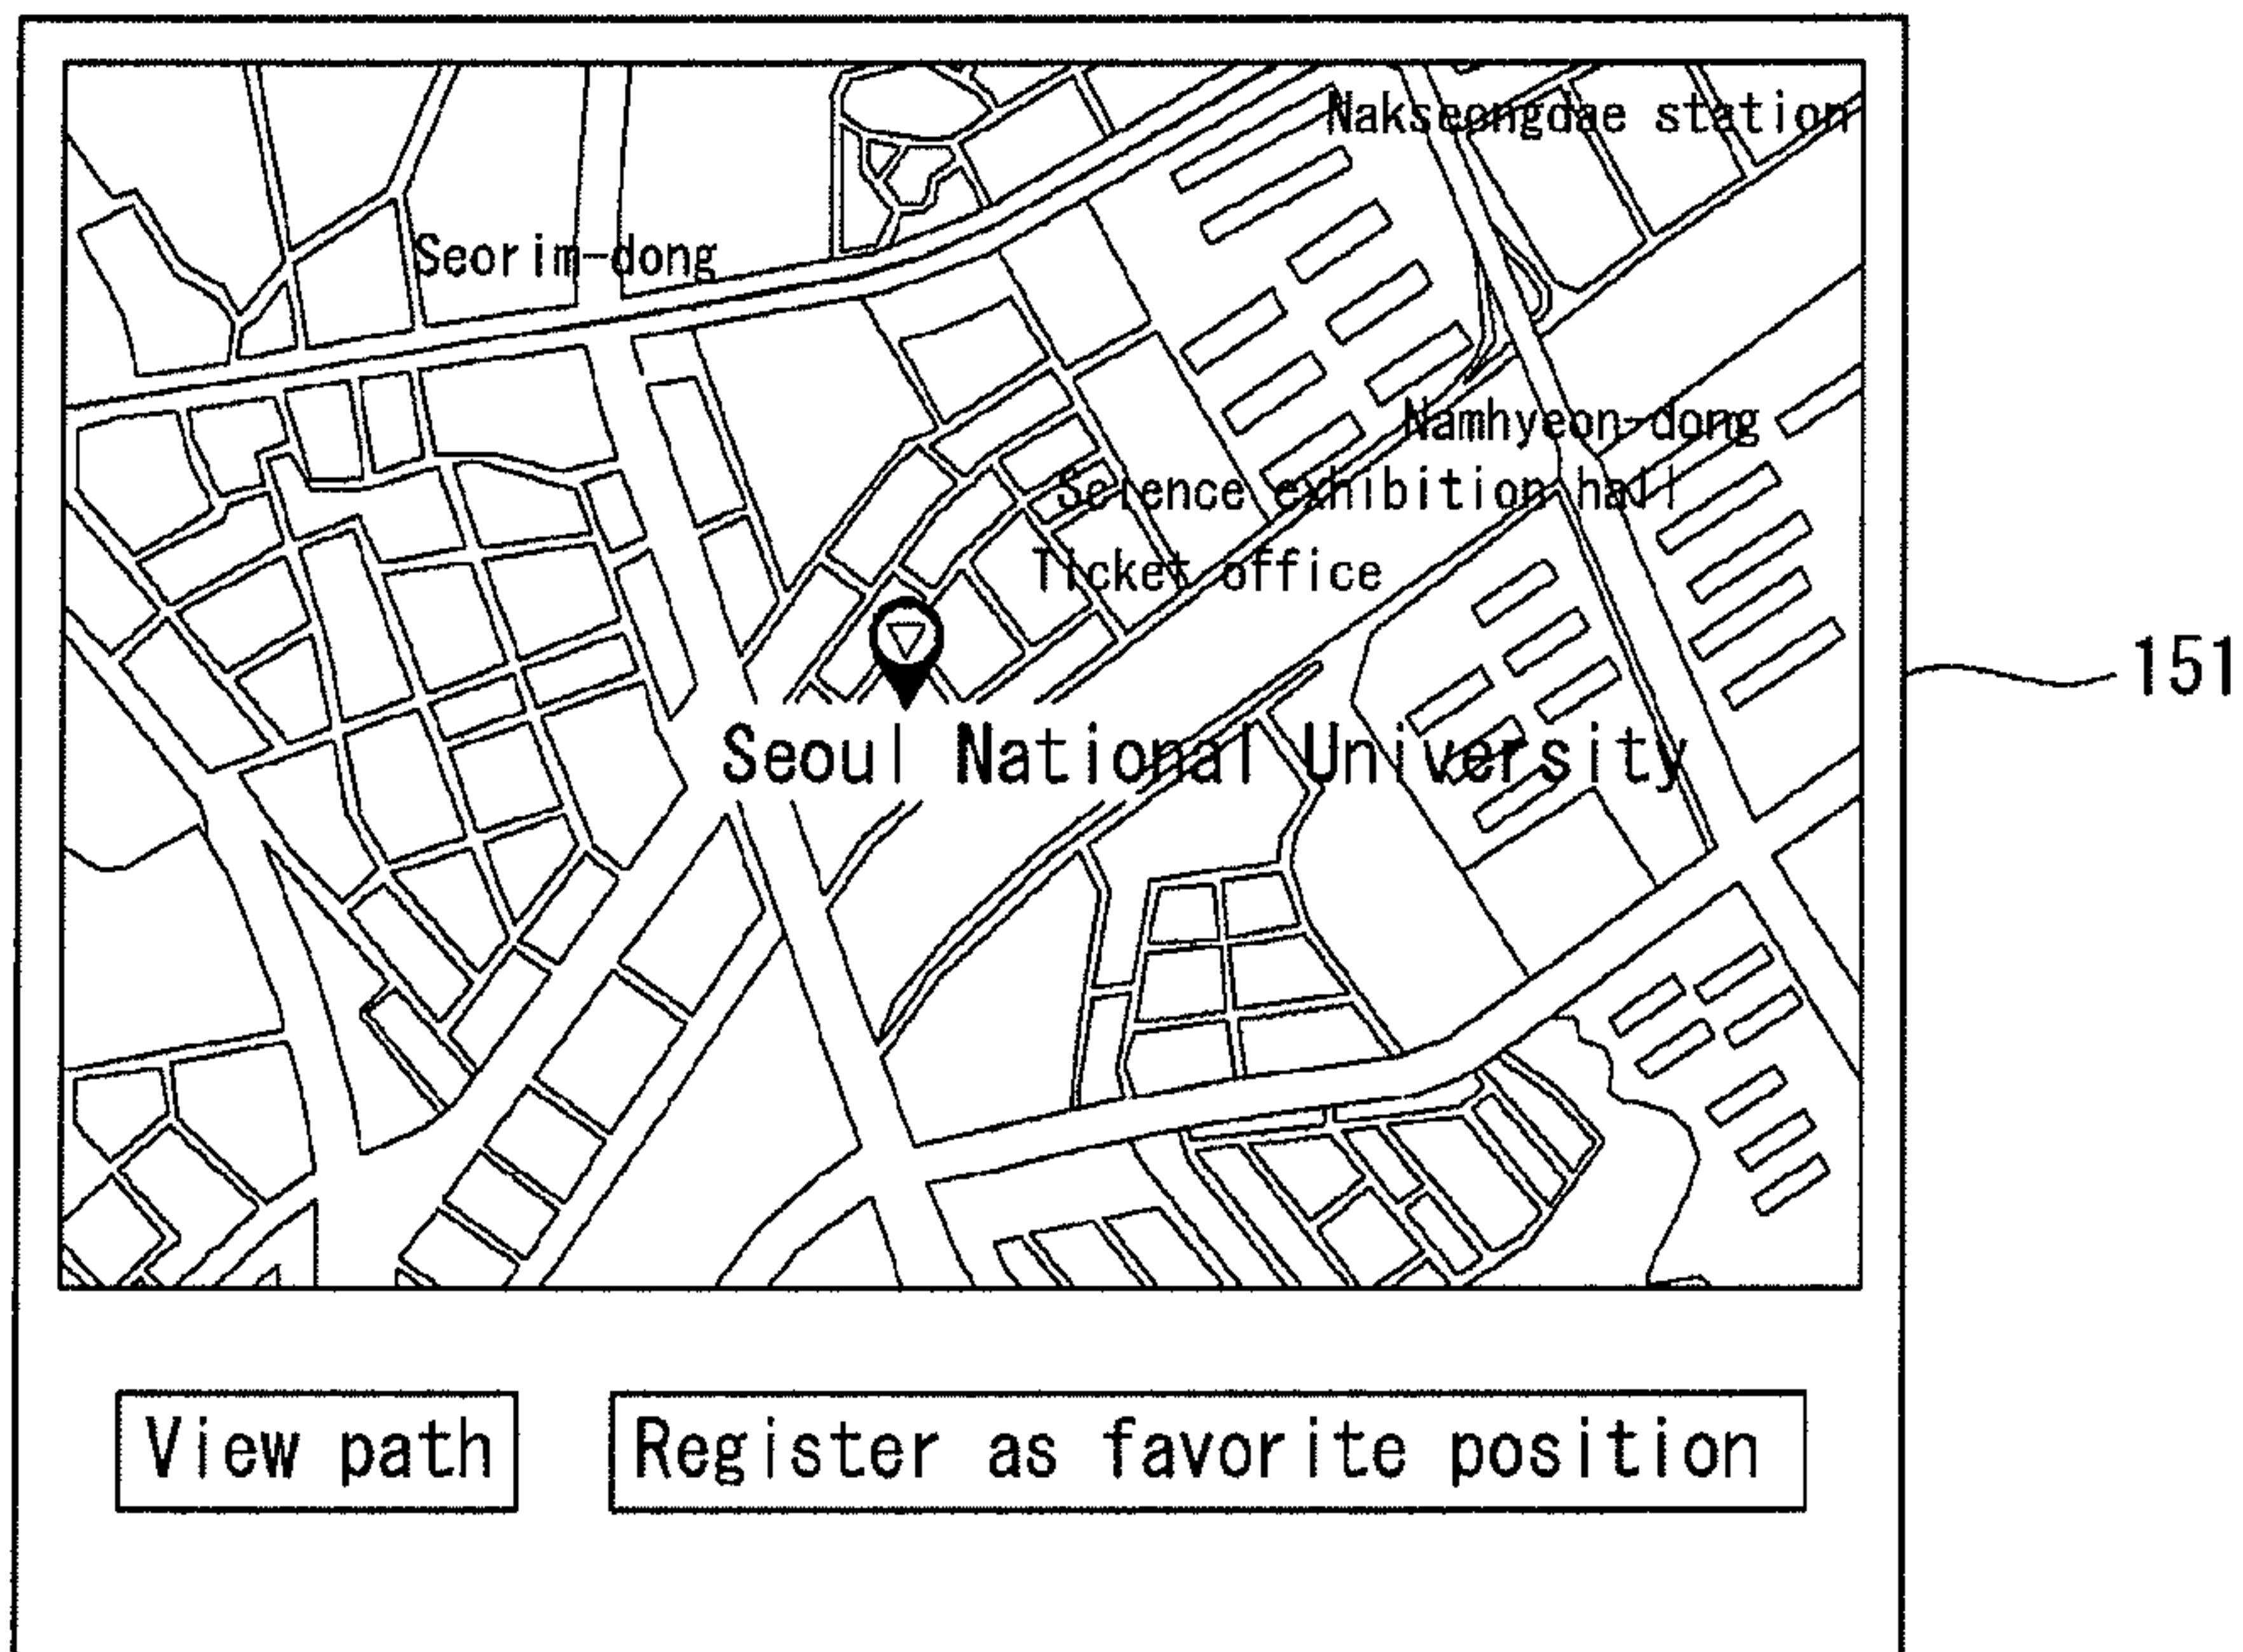 Nakseongdae station
Seorim-dong
Namhyeon-dong
Science exhibition hall
Ticket office
151
Seoul National University
View path
Register as favorite position